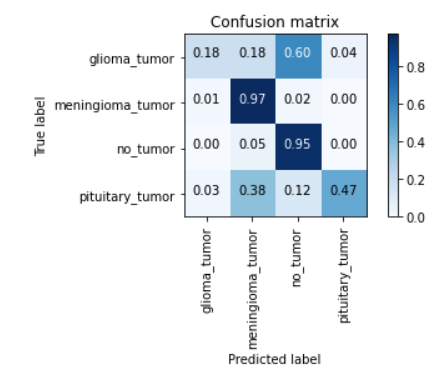 Confusion matrix
True label
glioma_tumor 0.18 0.18 0.60 0.04
meningioma_tumor 0.01 0.97 0.02 0.00
no_tumor 0.00 0.05 0.95 0.00
pituitary_tumor 0.03 0.38 0.12 0.47
glioma_tumor
meningioma_tumor
no_tumor
pituitary_tumor
Predicted label
0.8
0.6
0.4
0.2
0.0